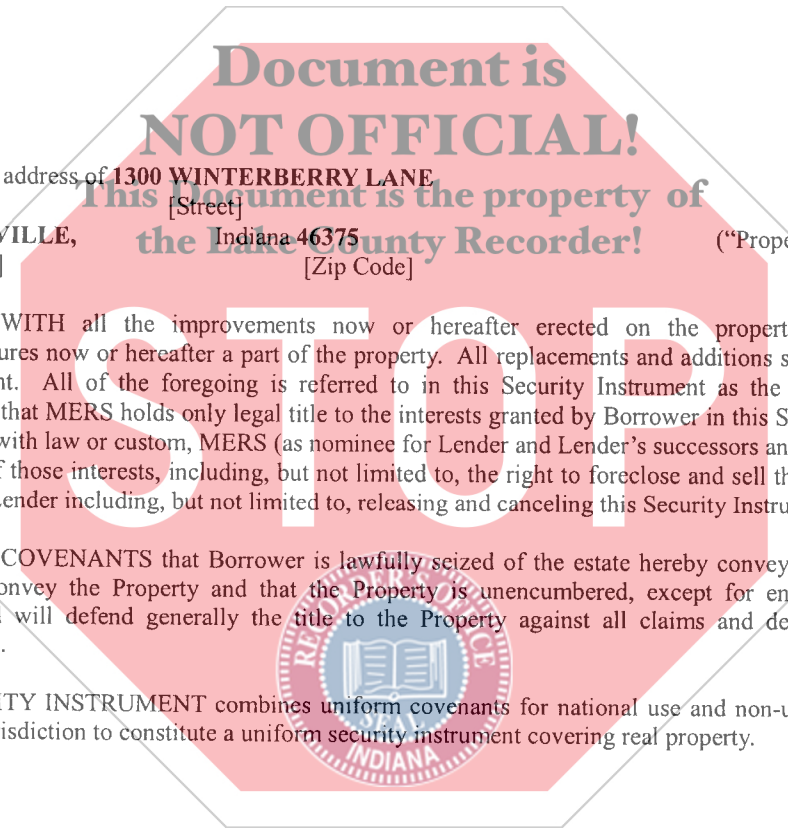 Document is
NOT OFFICIAL!
address of 1300 WINTERBERRY LANE
This Document is the property of
[Street]
VILLE, Indiana 46375 ("Prope
the Lake County Recorder!
] [Zip Code]
WITH all the improvements now or hereafter erected on the propert
ures now or hereafter a part of the property. All replacements and additions s
nt. All of the foregoing is referred to in this Security Instrument as the
that MERS holds only legal title to the interests granted by Borrower in this S
with law or custom, MERS (as nominee for Lender and Lender's successors an
f those interests, including, but not limited to, the right to foreclose and sell th
Lender including, but not limited to, releasing and canceling this Security Instru
STOP
COVENANTS that Borrower is lawfully seized of the estate hereby convey
onvey the Property and that the Property is unencumbered, except for en
will defend generally the title to the Property against all claims and de
.
RECORDER'S OFFICE
SEAL
INDIANA
ITY INSTRUMENT combines uniform covenants for national use and non-u
isdiction to constitute a uniform security instrument covering real property.